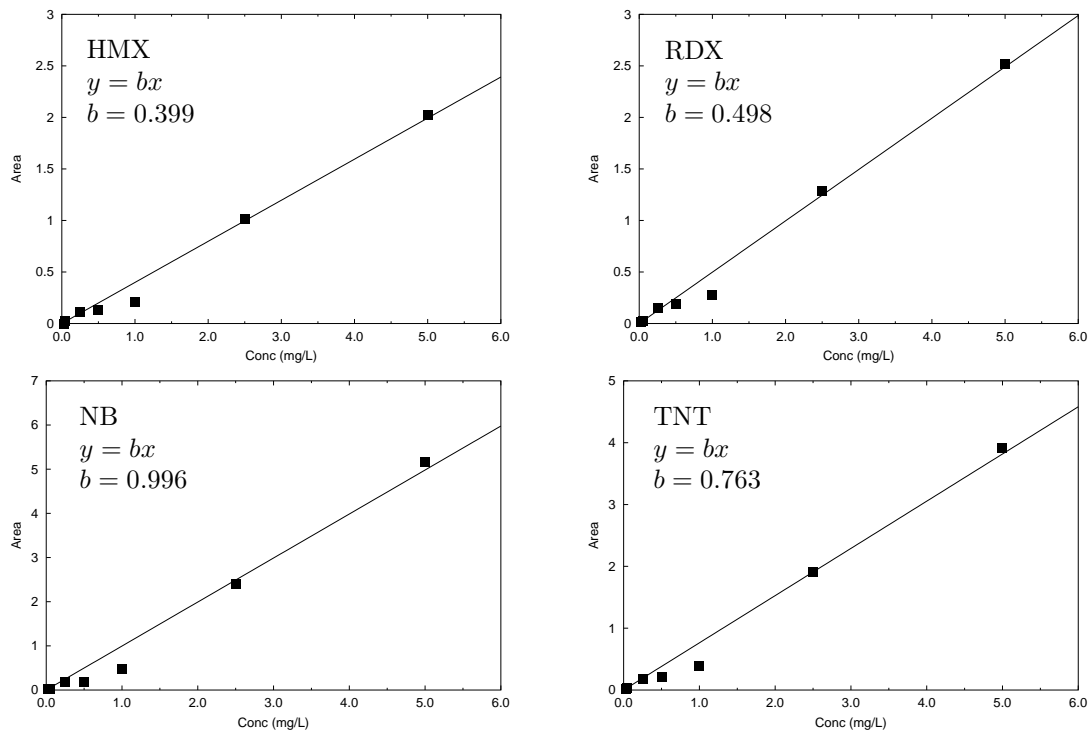 3
2.5
2
1.5
1
0.5
0
Area
HMX
y = bx
b = 0.399
0.0 1.0 2.0 3.0 4.0 5.0 6.0
Conc (mg/L)
3
2.5
2
1.5
1
0.5
0
Area
RDX
y = bx
b = 0.498
0.0 1.0 2.0 3.0 4.0 5.0 6.0
Conc (mg/L)
7
6
5
4
3
2
1
0
Area
NB
y = bx
b = 0.996
0.0 1.0 2.0 3.0 4.0 5.0 6.0
Conc (mg/L)
5
4
3
2
1
0
Area
TNT
y = bx
b = 0.763
0.0 1.0 2.0 3.0 4.0 5.0 6.0
Conc (mg/L)